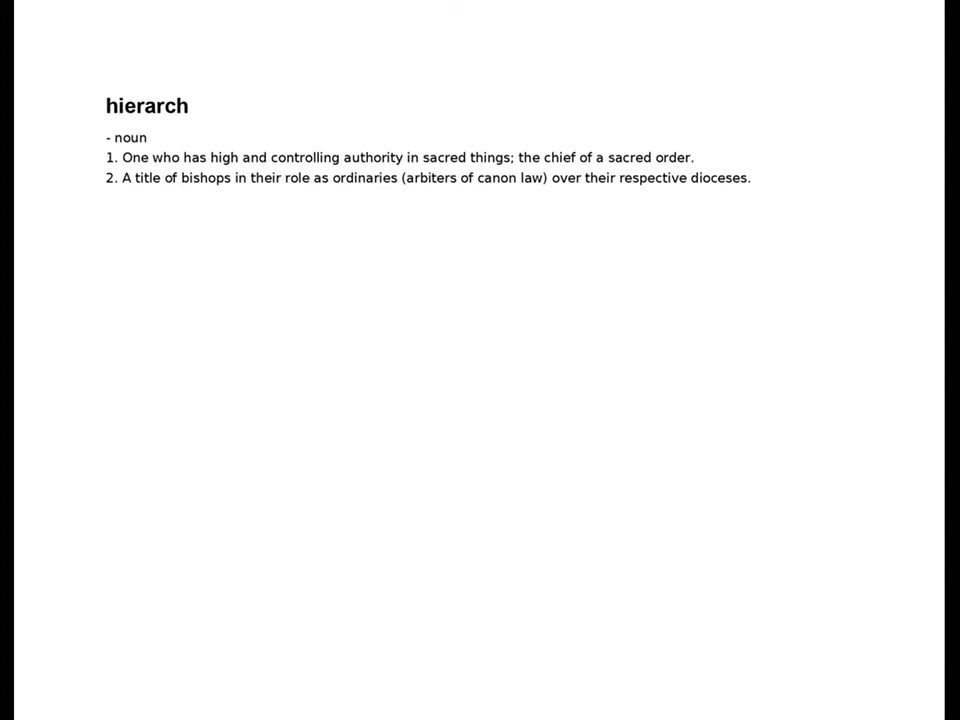 hierarch
- noun
1. One who has high and controlling authority in sacred things; the chief of a sacred order.
2. A title of bishops in their role as ordinaries (arbiters of canon law) over their respective dioceses.